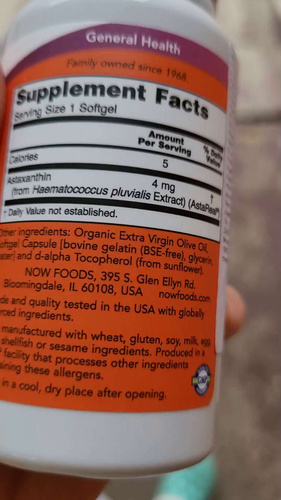 General Health
Family owned since 1968.
Supplement Facts
Serving Size 1 Softgel
Amount
Per Serving
% Daily
Value
Calories
5
Astaxanthin
4 mg
†
(from Haematococcus pluvialis Extract) (AstaReal®)
† Daily Value not established.
Other ingredients: Organic Extra Virgin Olive Oil,
Softgel Capsule [bovine gelatin (BSE-free), glycerin,
water] and d-alpha Tocopherol (from sunflower).
NOW FOODS, 395 S. Glen Ellyn Rd.
Bloomingdale, IL 60108, USA nowfoods.com
and quality tested in the USA with globally
ingredients.
manufactured with wheat, gluten, soy, milk, egg,
shellfish or sesame ingredients. Produced in a
facility that processes other ingredients
these allergens.
in a cool, dry place after opening.